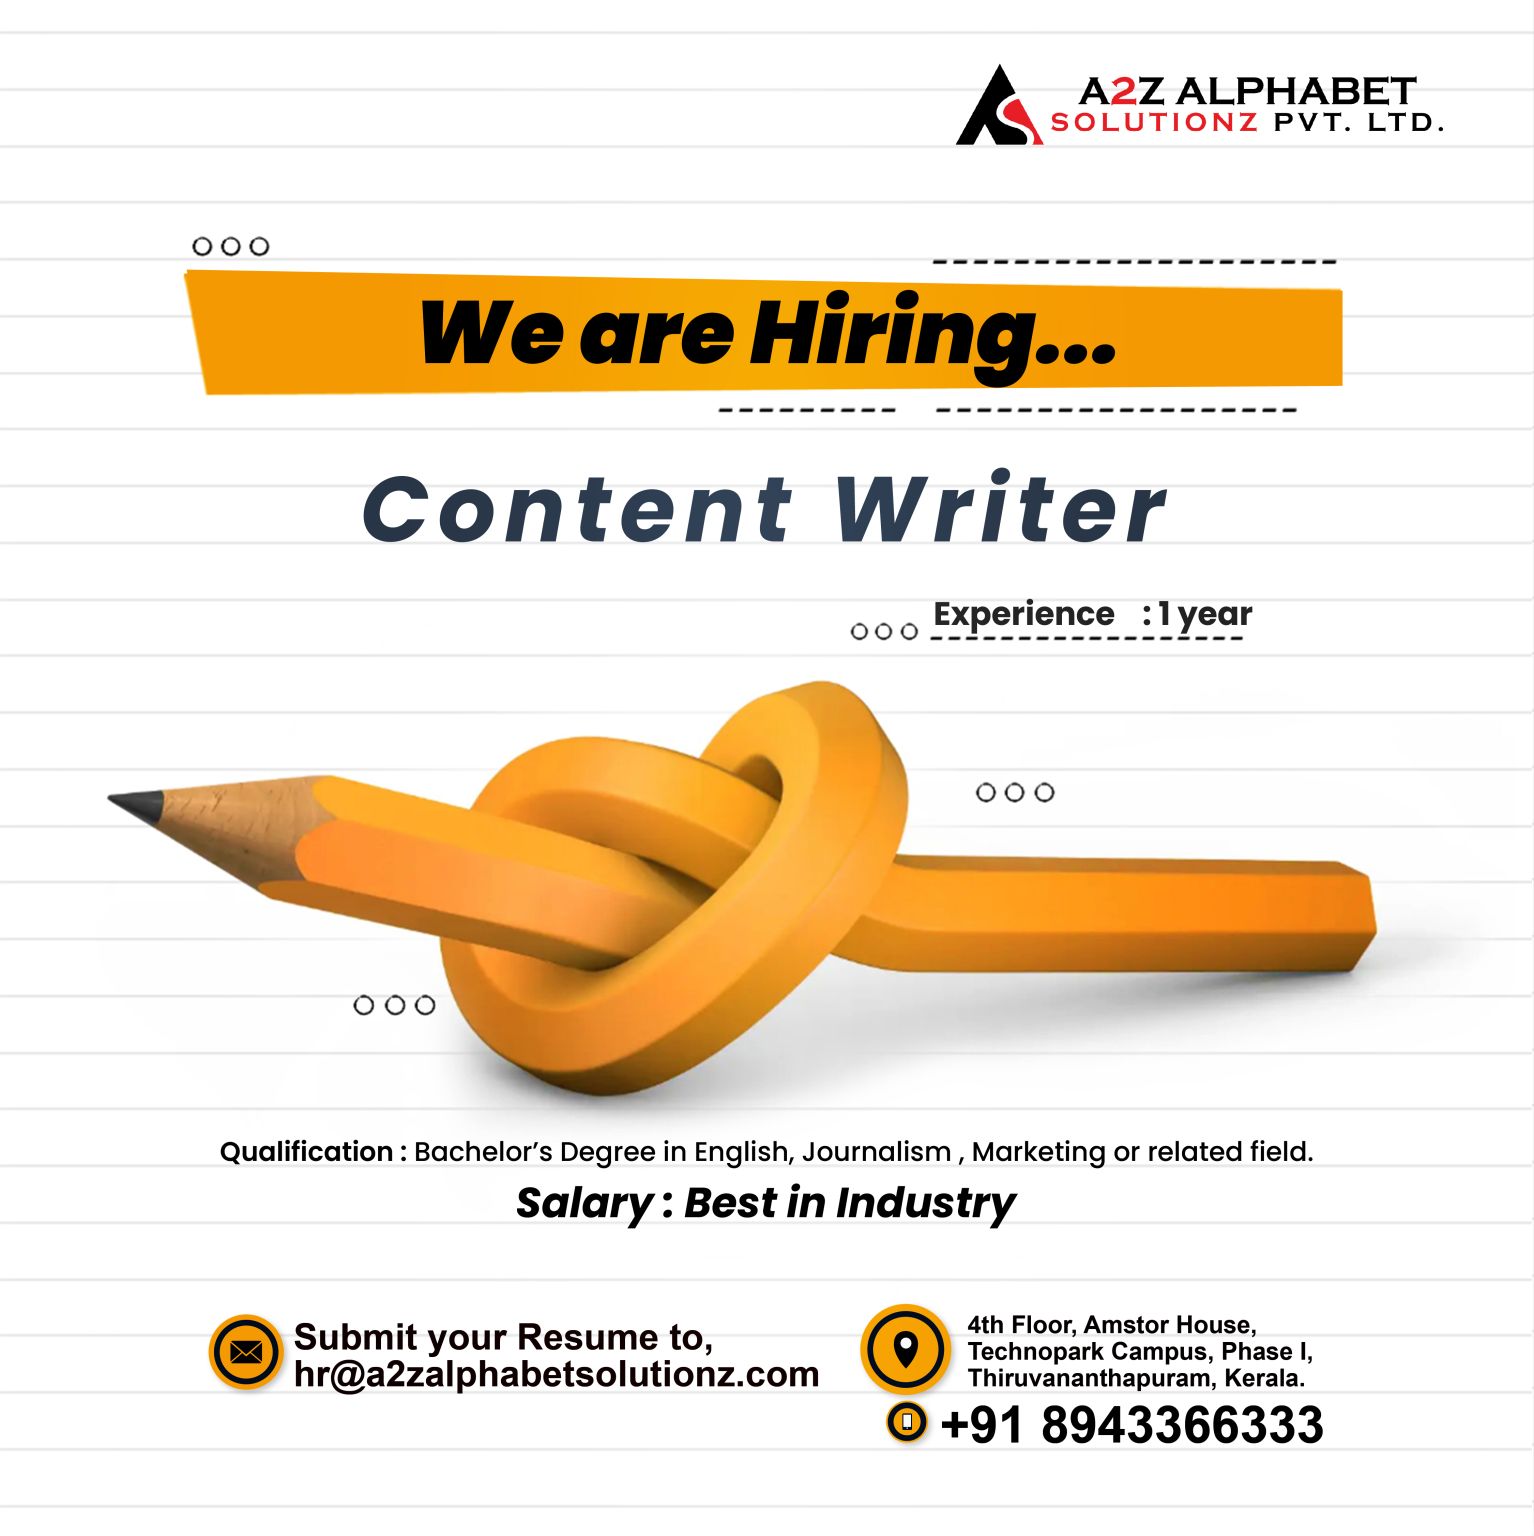 A2Z ALPHABET
SOLUTIONZ PVT. LTD.
We are Hiring...
Content Writer
Experience : 1 year
Qualification : Bachelor’s Degree in English, Journalism , Marketing or related field.
Salary : Best in Industry
Submit your Resume to,
hr@a2zalphabetsolutionz.com
4th Floor, Amstor House,
Technopark Campus, Phase I,
Thiruvananthapuram, Kerala.
+91 8943366333